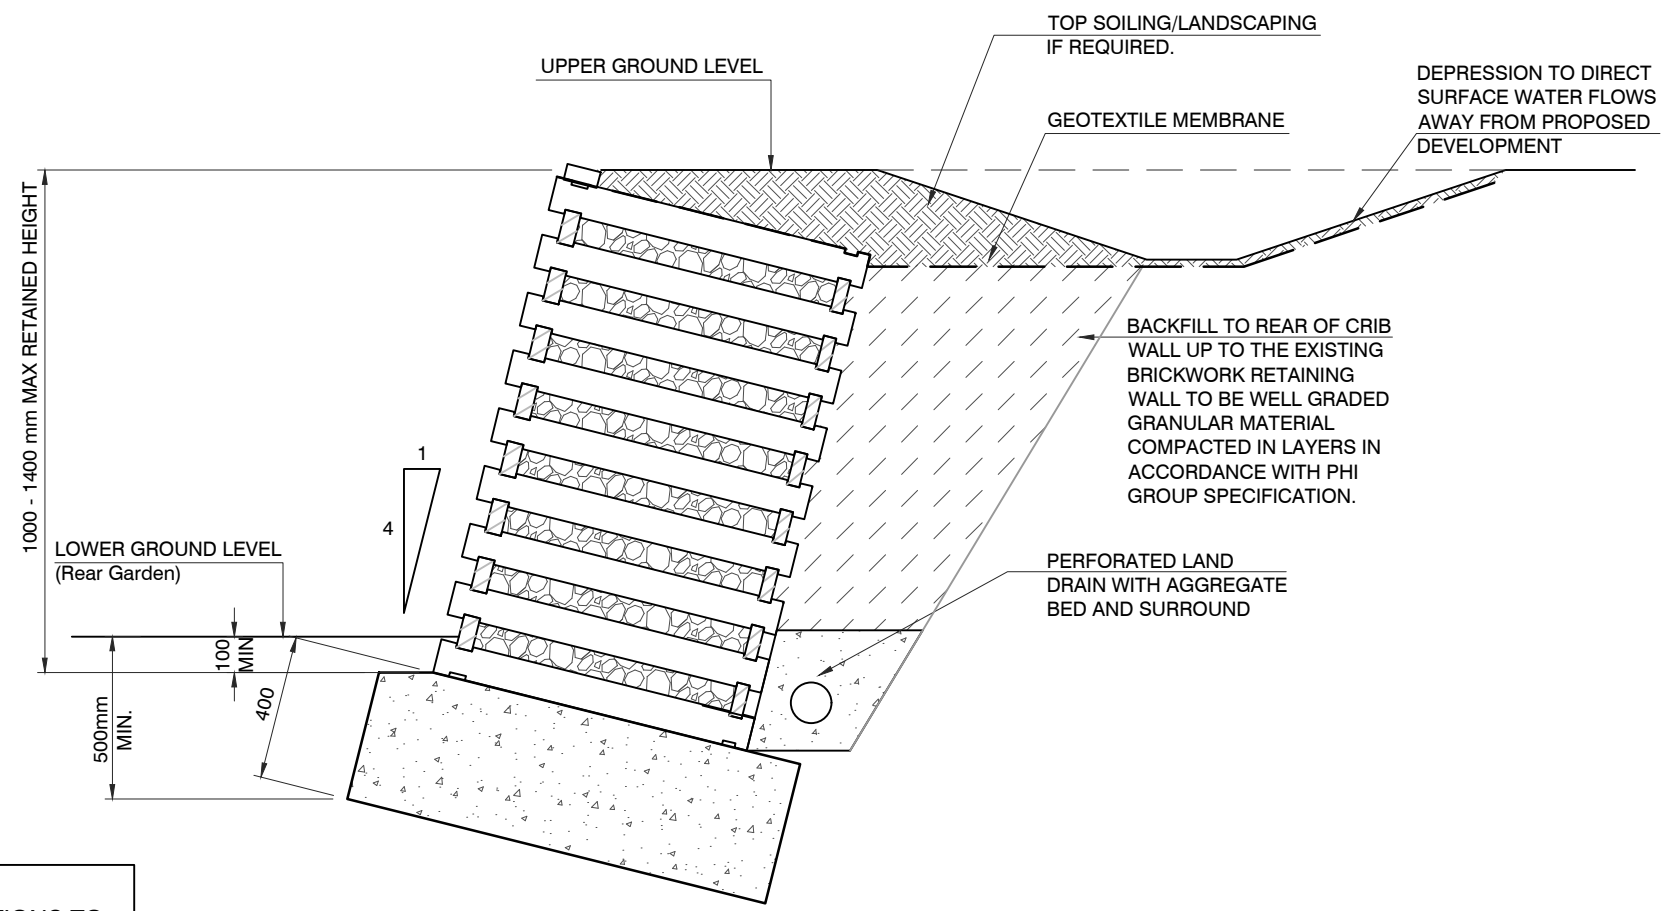 TOP SOILING/LANDSCAPING
IF REQUIRED.
UPPER GROUND LEVEL
DEPRESSION TO DIRECT
SURFACE WATER FLOWS
AWAY FROM PROPOSED
DEVELOPMENT
GEOTEXTILE MEMBRANE
1000 - 1400 mm MAX RETAINED HEIGHT
BACKFILL TO REAR OF CRIB
WALL UP TO THE EXISTING
BRICKWORK RETAINING
WALL TO BE WELL GRADED
GRANULAR MATERIAL
COMPACTED IN LAYERS IN
ACCORDANCE WITH PHI
GROUP SPECIFICATION.
1
4
LOWER GROUND LEVEL
(Rear Garden)
PERFORATED LAND
DRAIN WITH AGGREGATE
BED AND SURROUND
100
MIN
400
500mm
MIN.